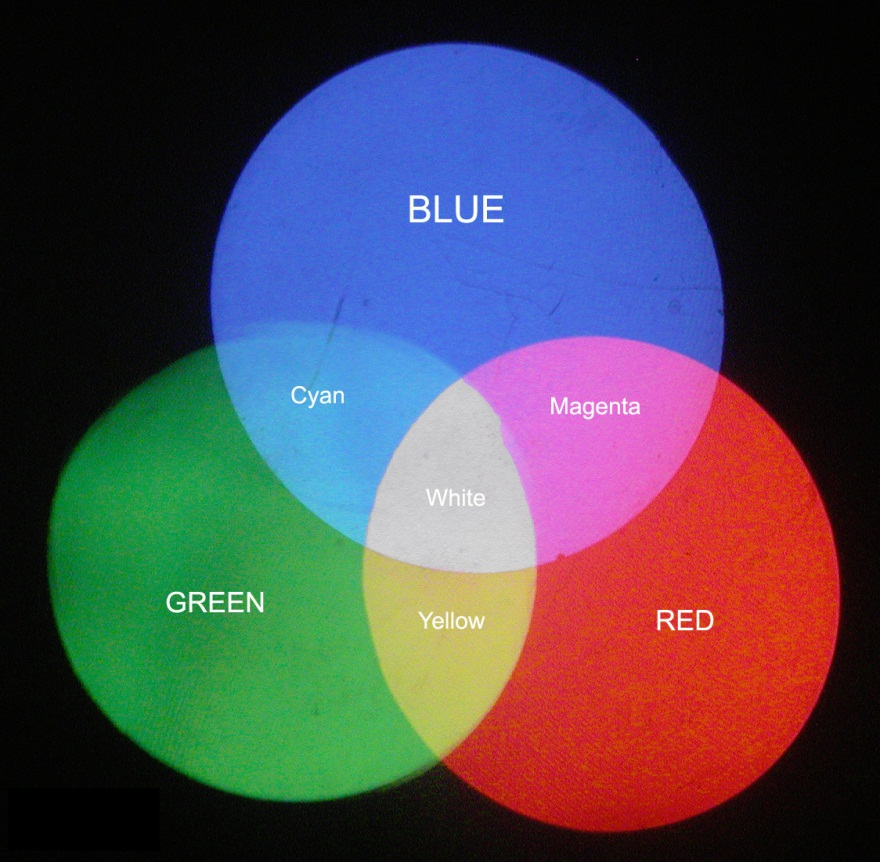 BLUE
Cyan
Magenta
White
GREEN
Yellow
RED